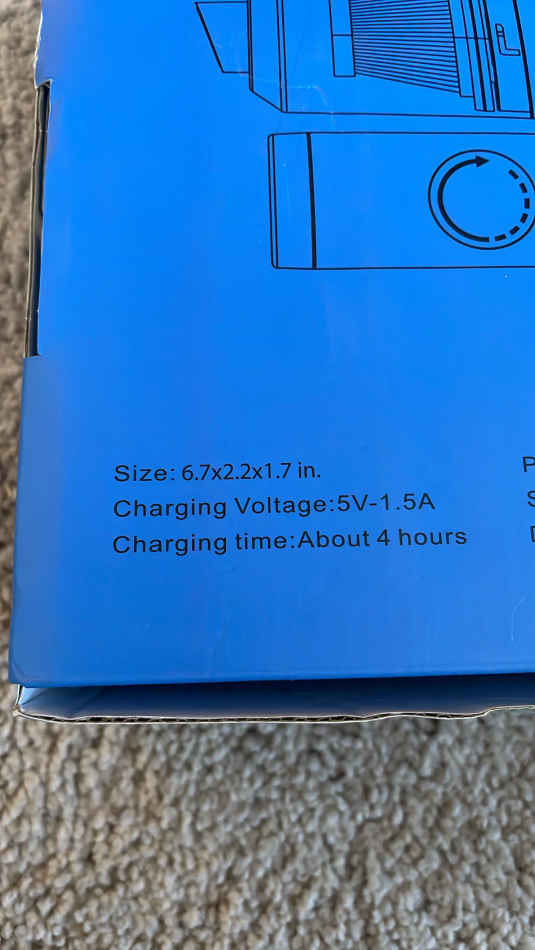 Size: 6.7x2.2x1.7 in.
Charging Voltage:5V-1.5A
Charging time:About 4 hours